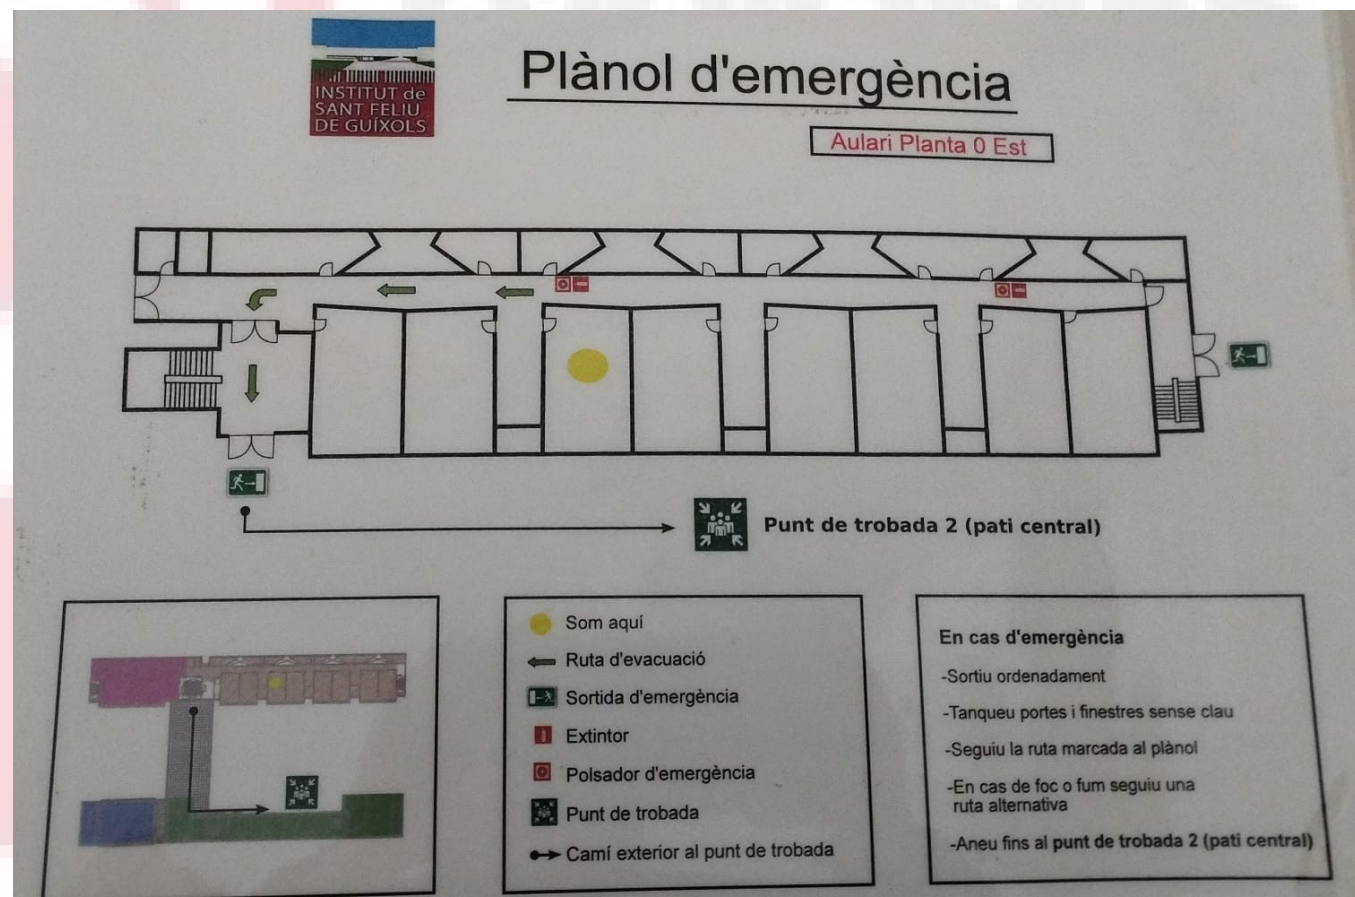 INSTITUT de
SANT FELIU
DE GUÍXOLS
Plànol d'emergència
Aulari Planta 0 Est
Punt de trobada 2 (pati central)
Som aquí
Ruta d'evacuació
Sortida d'emergència
Extintor
Polsador d'emergència
Punt de trobada
Camí exterior al punt de trobada
En cas d'emergència
-Sortiu ordenadament
-Tanqueu portes i finestres sense clau
-Seguiu la ruta marcada al plànol
-En cas de foc o fum seguiu una
ruta alternativa
-Aneu fins al punt de trobada 2 (pati central)